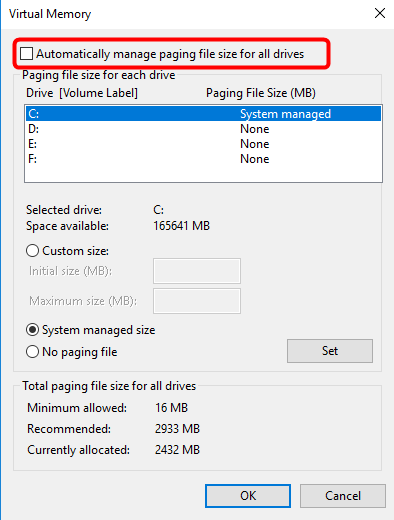 Virtual Memory
Automatically manage paging file size for all drives
Paging file size for each drive
Drive [Volume Label] Paging File Size (MB)
C: System managed
D: None
E: None
F: None
Selected drive: C:
Space available: 165641 MB
Custom size:
Initial size (MB):
Maximum size (MB):
System managed size
No paging file Set
Total paging file size for all drives
Minimum allowed: 16 MB
Recommended: 2933 MB
Currently allocated: 2432 MB
OK Cancel